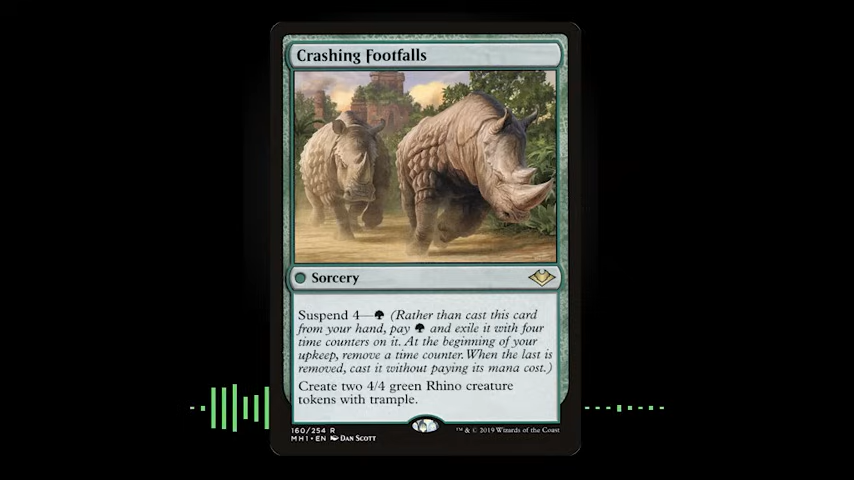 Crashing Footfalls
Sorcery
Suspend 4— (Rather than cast this card
from your hand, pay and exile it with four
time counters on it. At the beginning of your
upkeep, remove a time counter. When the last is
removed, cast it without paying its mana cost.)
Create two 4/4 green Rhino creature
tokens with trample.
160/254 R
MH1 • EN Dan Scott
™ & © 2019 Wizards of the Coast